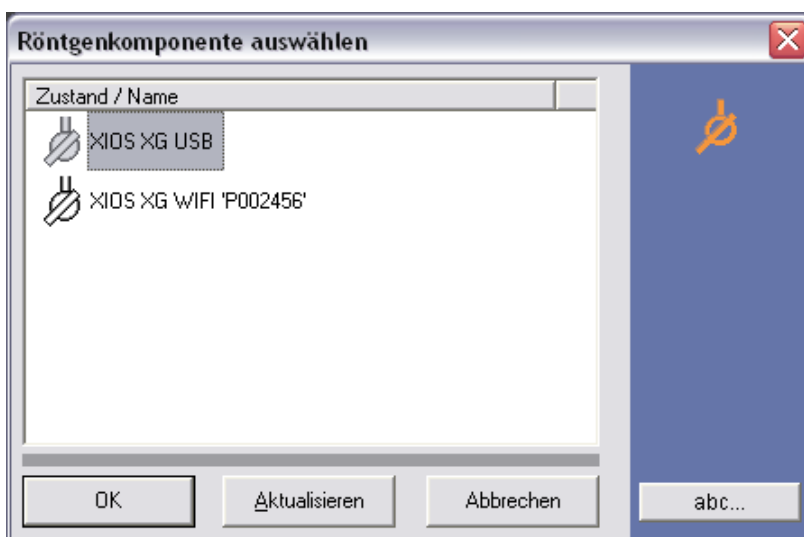 Röntgenkomponente auswählen
Zustand / Name
XIOS XG USB
XIOS XG WIFI 'P002456'
OK
Aktualisieren
Abbrechen
abc...